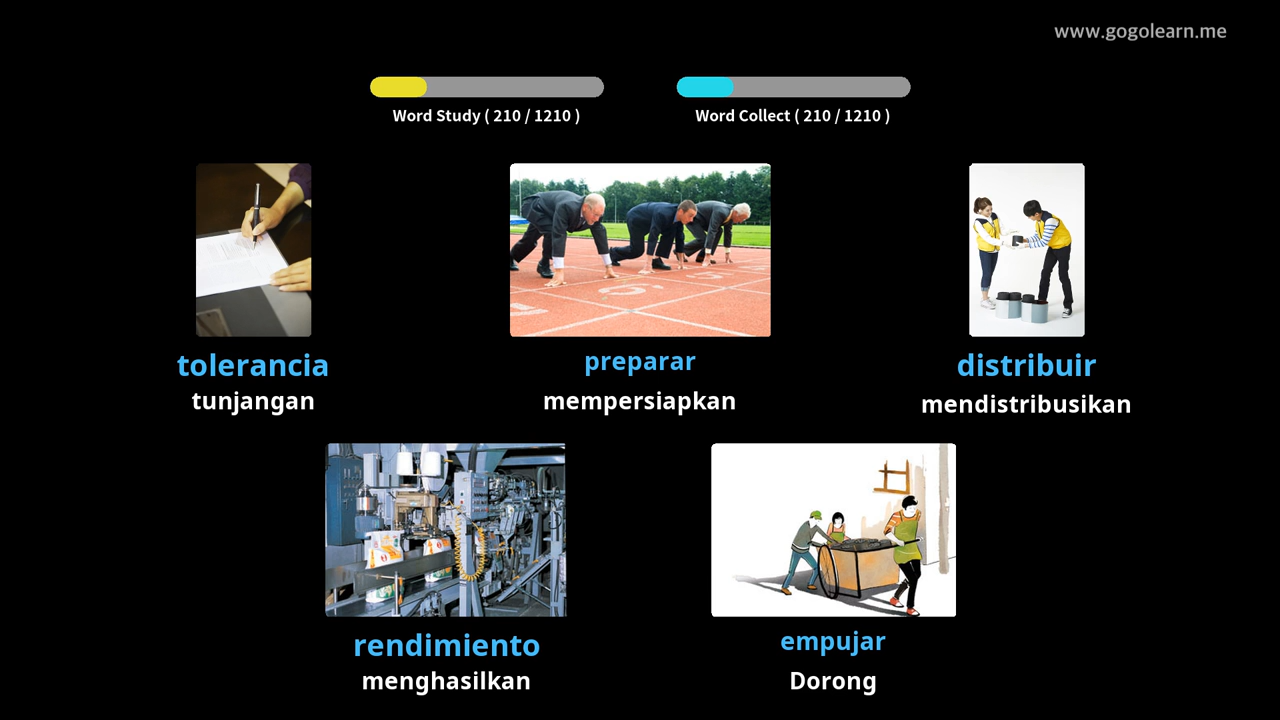 www.gogolearn.me
Word Study ( 210 / 1210 )
Word Collect ( 210 / 1210 )
tolerancia
tunjangan
preparar
mempersiapkan
distribuir
mendistribusikan
rendimiento
menghasilkan
empujar
Dorong